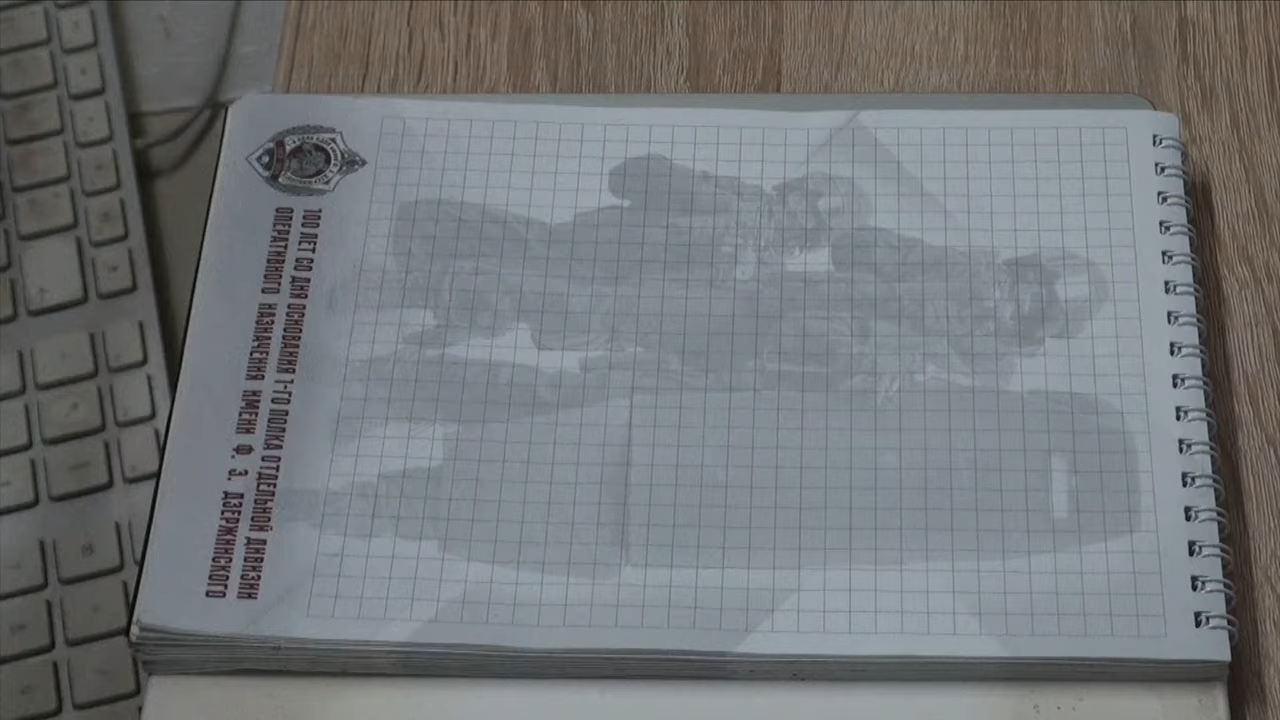 100 ЛЕТ СО ДНЯ ОСНОВАНИЯ 1-ГО ПОЛКА ОТДЕЛЬНОЙ ДИВИЗИИ
ОПЕРАТИВНОГО НАЗНАЧЕНИЯ ИМЕНИ Ф. Э. ДЗЕРЖИНСКОГО